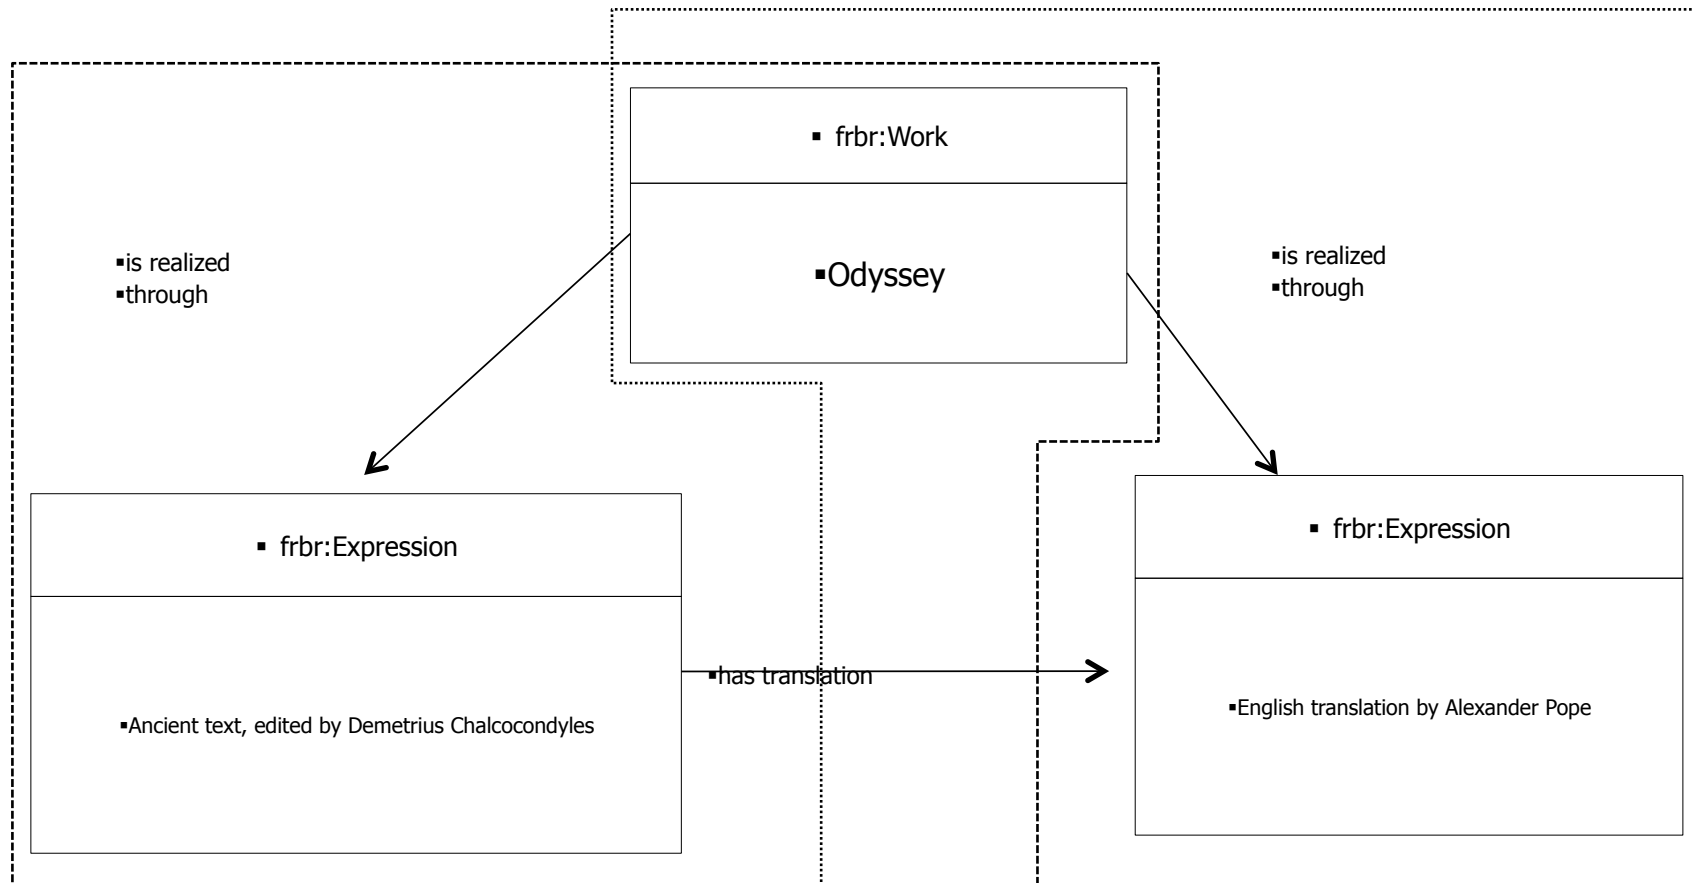 ▪ frbr:Work
▪Odyssey
▪is realized
▪through
▪is realized
▪through
▪ frbr:Expression
▪Ancient text, edited by Demetrius Chalcocondyles
▪has translation
▪ frbr:Expression
▪English translation by Alexander Pope